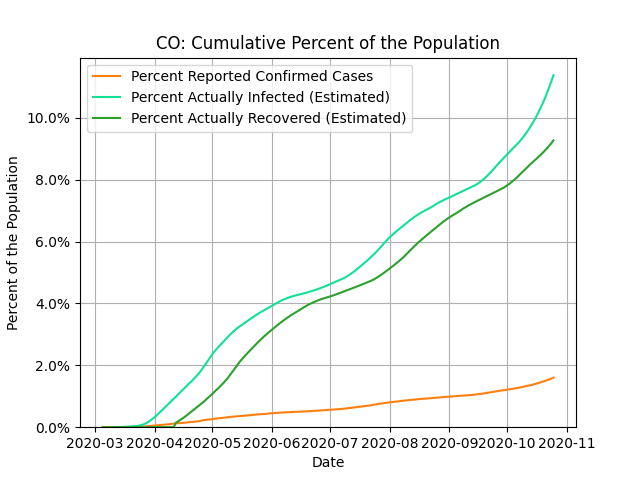 CO: Cumulative Percent of the Population
Percent Reported Confirmed Cases
Percent Actually Infected (Estimated)
Percent Actually Recovered (Estimated)
Percent of the Population
10.0%
8.0%
6.0%
4.0%
2.0%
0.0%
2020-03 2020-04 2020-05 2020-06 2020-07 2020-08 2020-09 2020-10 2020-11
Date